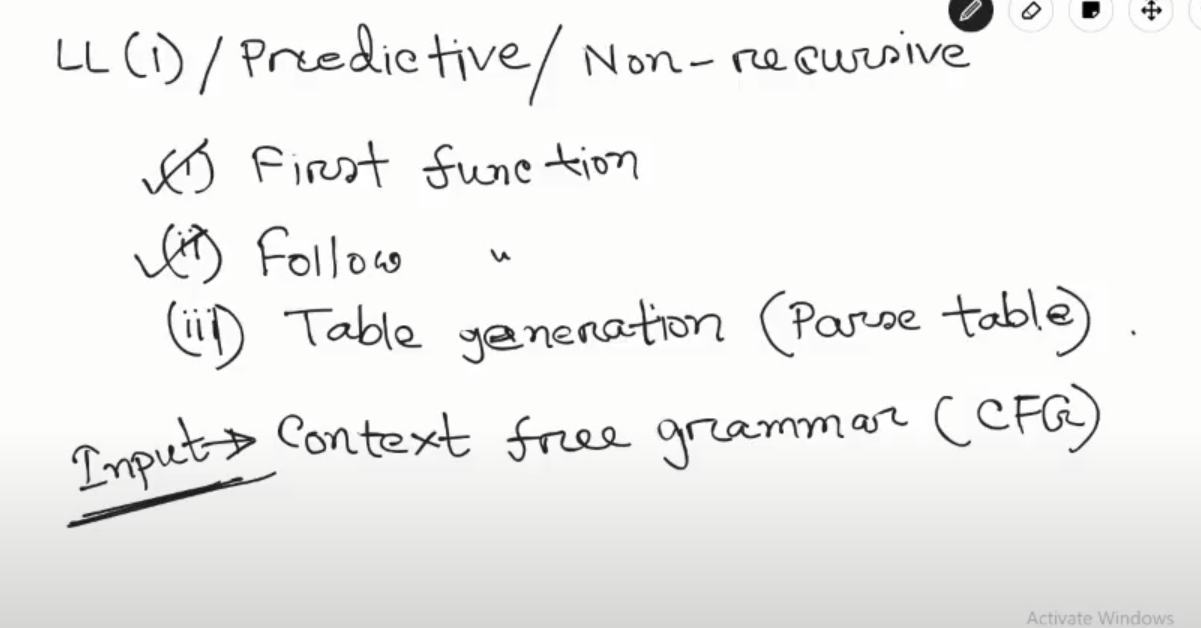 LL(1) / Predictive / Non-recursive
(i) First function
(ii) Follow "
(iii) Table generation (Parse table).
Input → Context free grammar (CFG)
Activate Windows